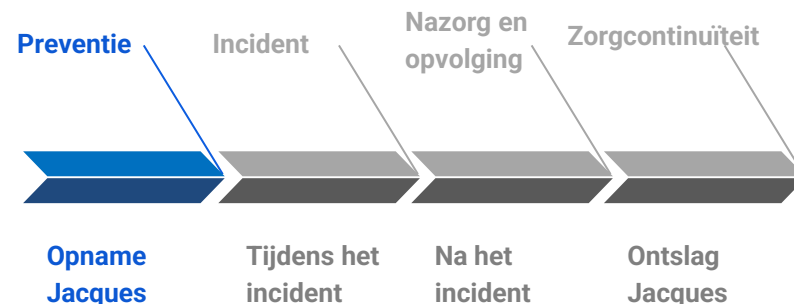 Preventie
Incident
Nazorg en
opvolging
Zorgcontinuïteit
Opname
Jacques
Tijdens het
incident
Na het
incident
Ontslag
Jacques